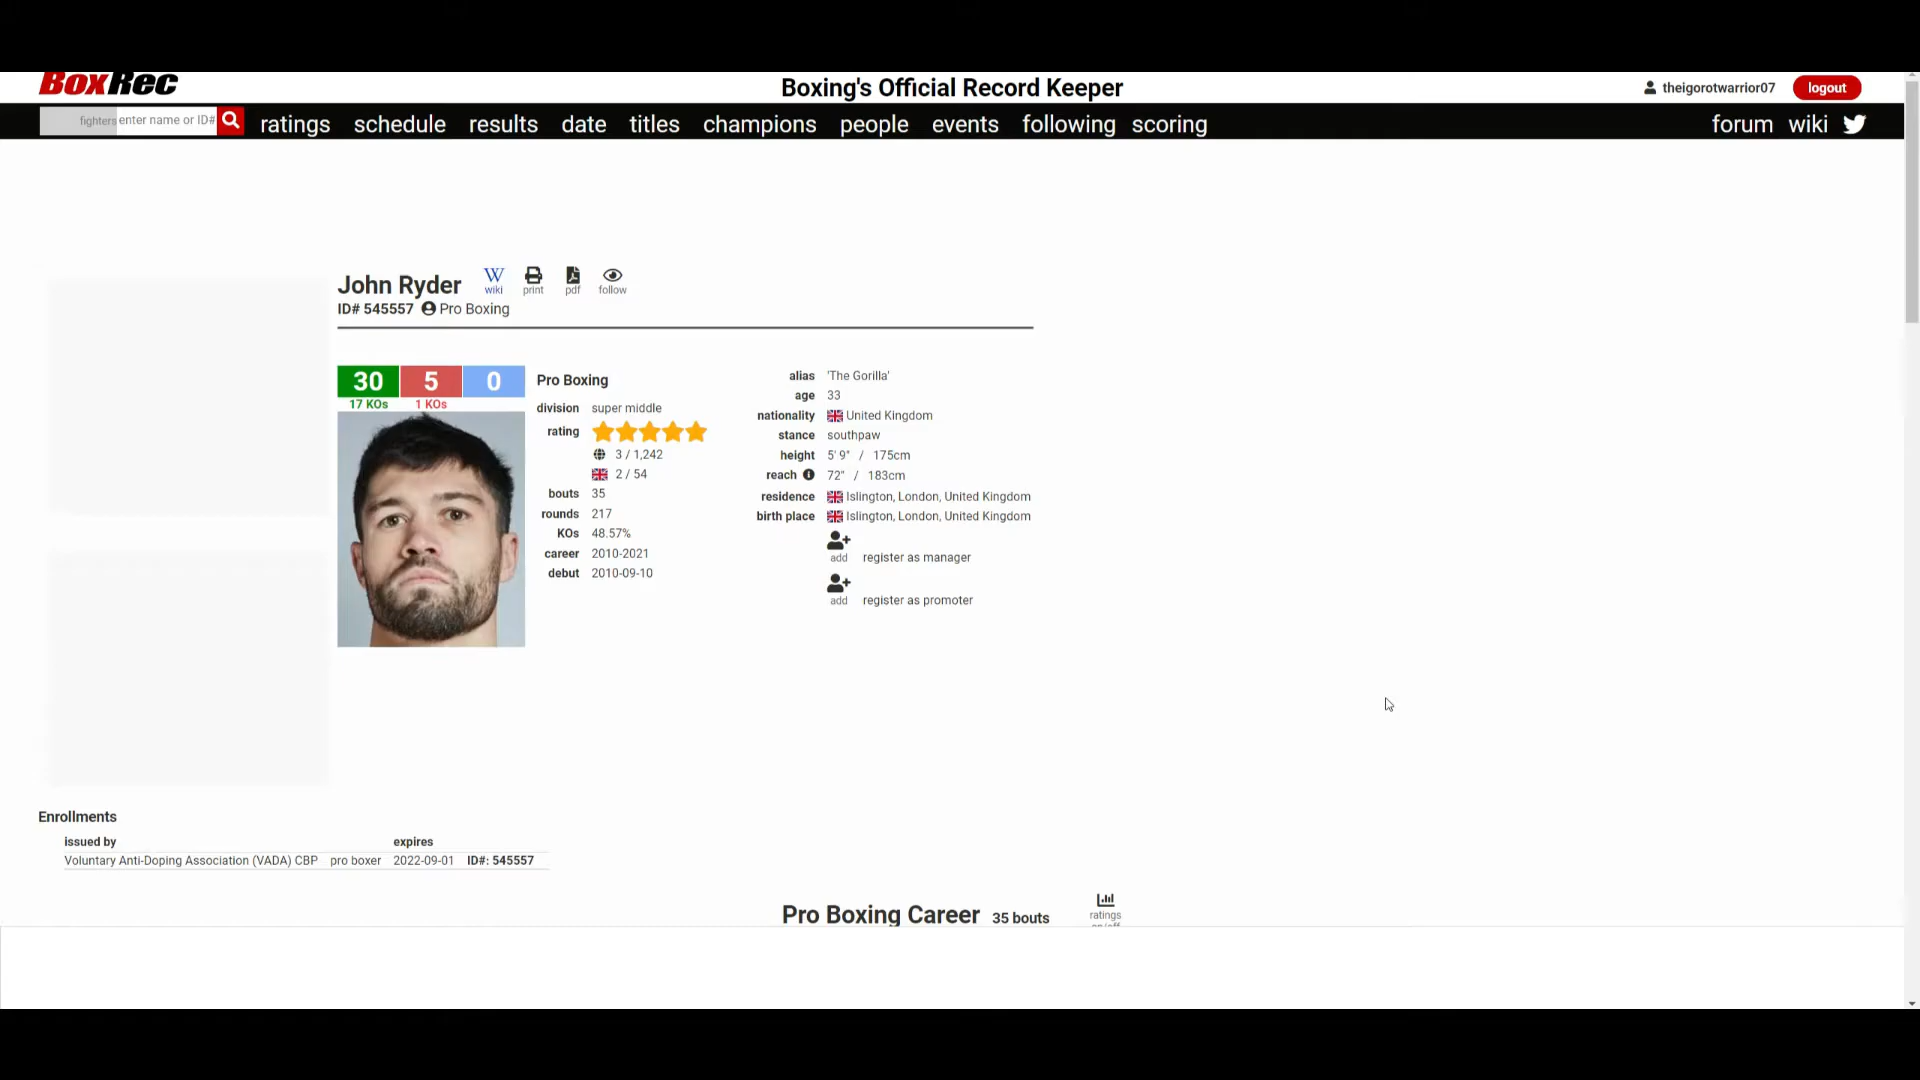 BoxRec
Boxing's Official Record Keeper
theigorotwarrior07
logout
fighters enter name or ID#
ratings schedule results date titles champions people events following scoring
forum wiki
John Ryder
W
wiki print pdf follow
ID# 545557 Pro Boxing
30 5 0
17 KOs 1 KOs
Pro Boxing
division super middle
rating
3 / 1,242
2 / 54
bouts 35
rounds 217
KOs 48.57%
career 2010-2021
debut 2010-09-10
alias 'The Gorilla'
age 33
nationality United Kingdom
stance southpaw
height 5' 9" / 175cm
reach 72" / 183cm
residence Islington, London, United Kingdom
birth place Islington, London, United Kingdom
add register as manager
add register as promoter
Enrollments
issued by expires
Voluntary Anti-Doping Association (VADA) CBP pro boxer 2022-09-01 ID#: 545557
Pro Boxing Career 35 bouts
ratings
on/off